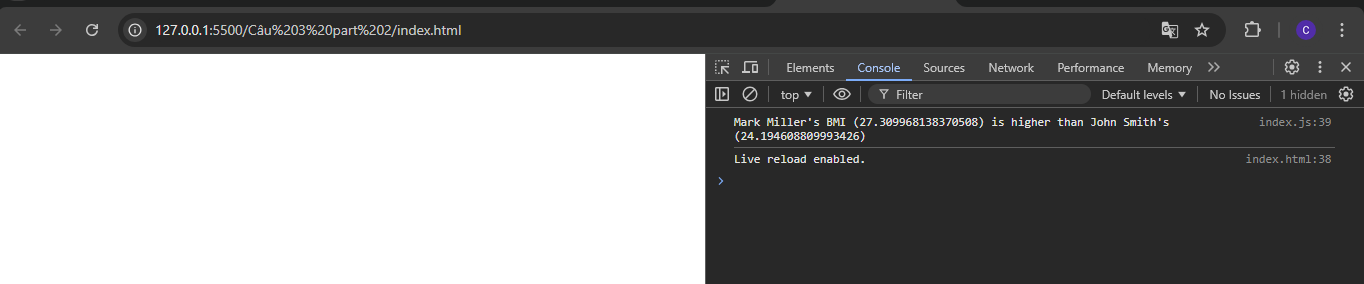 127.0.0.1:5500/Câu%203%20part%202/index.html
C
Elements Console Sources Network Performance Memory
top Filter Default levels No Issues 1 hidden
Mark Miller's BMI (27.309968138370508) is higher than John Smith's index.js:39
(24.194608809993426)
Live reload enabled. index.html:38